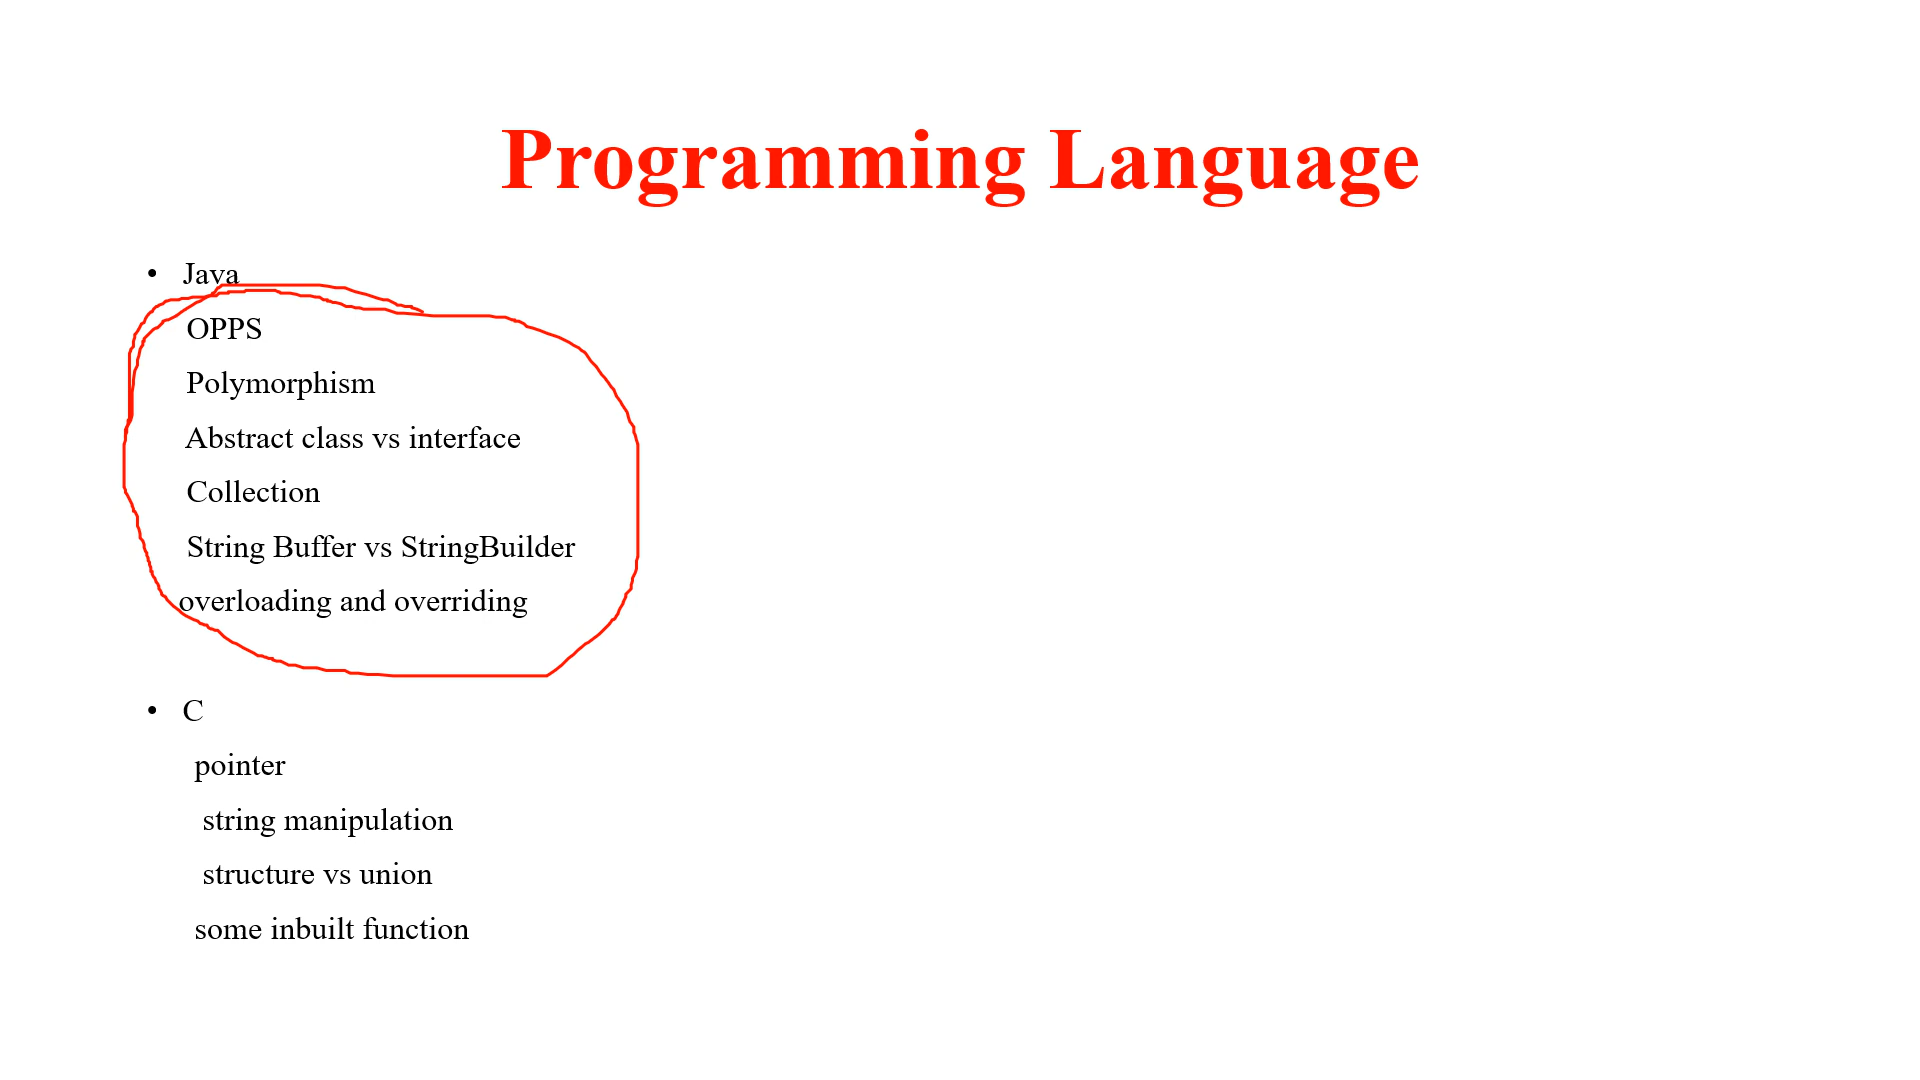 Programming Language
• Java
OPPS
Polymorphism
Abstract class vs interface
Collection
String Buffer vs StringBuilder
overloading and overriding
• C
pointer
string manipulation
structure vs union
some inbuilt function